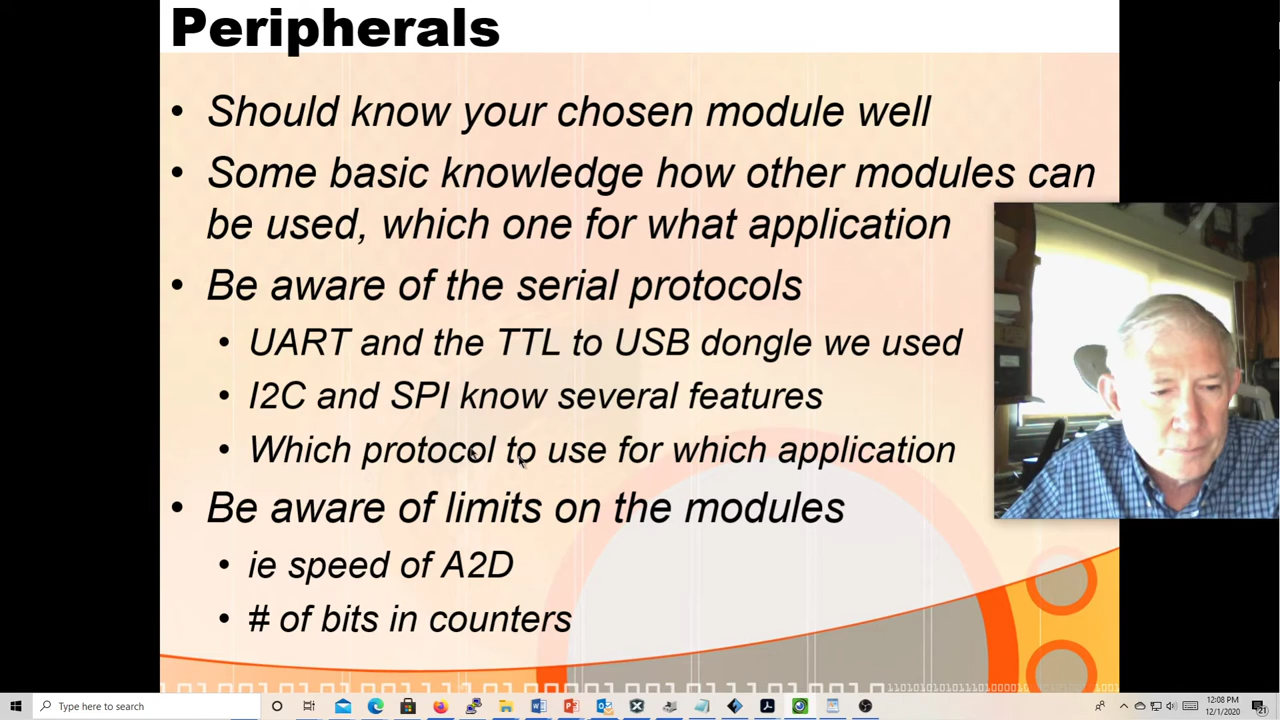 Peripherals
• Should know your chosen module well
• Some basic knowledge how other modules can
be used, which one for what application
• Be aware of the serial protocols
• UART and the TTL to USB dongle we used
• I2C and SPI know several features
• Which protocol to use for which application
• Be aware of limits on the modules
• ie speed of A2D
• # of bits in counters
Type here to search
12:08 PM
12/1/2020